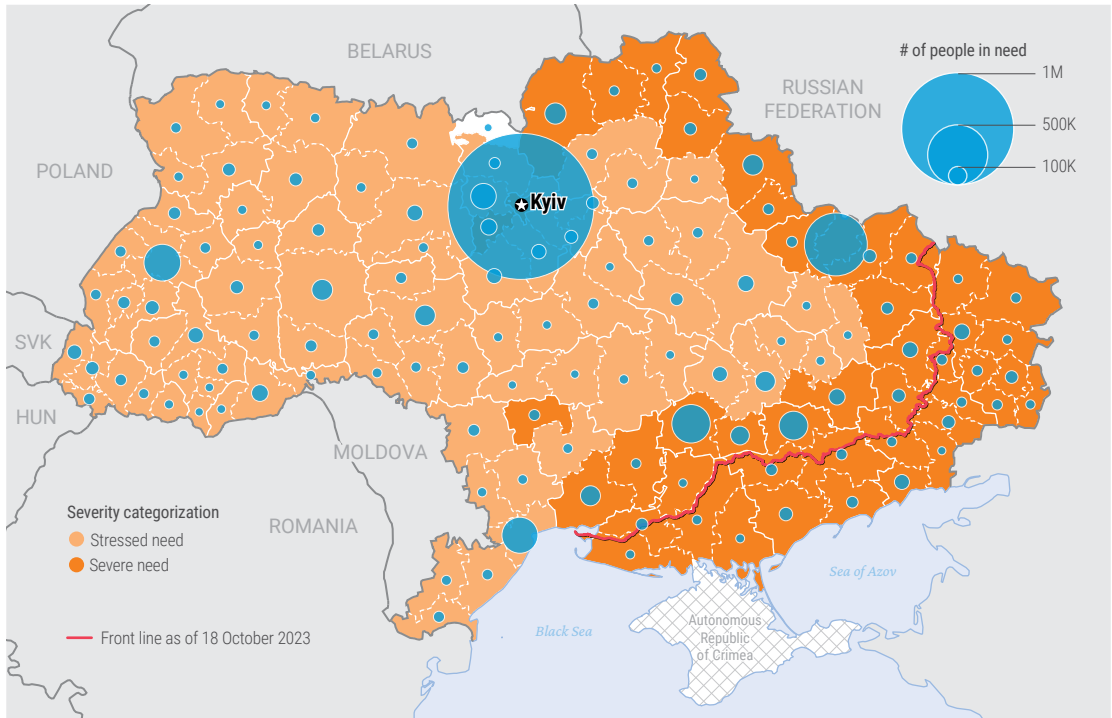 BELARUS
# of people in need
1M
RUSSIAN
FEDERATION
500K
100K
POLAND
Kyiv
SVK
HUN
MOLDOVA
ROMANIA
Severity categorization
Stressed need
Severe need
Front line as of 18 October 2023
Black Sea
Sea of Azov
Autonomous
Republic
of Crimea